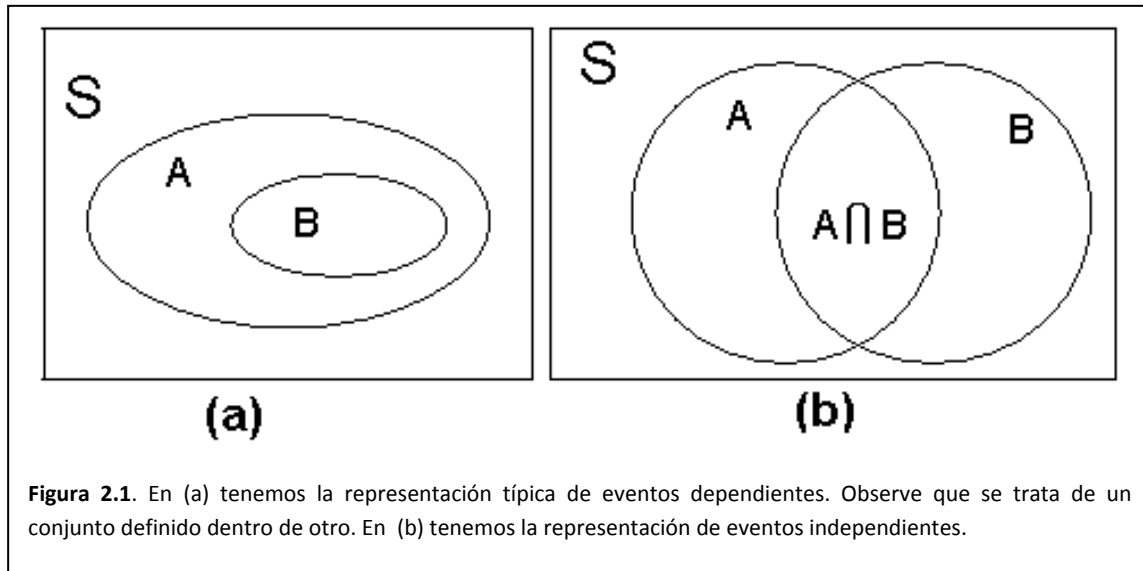 S
A
B
(a)
S
A
B
A ∩ B
(b)
Figura 2.1. En (a) tenemos la representación típica de eventos dependientes. Observe que se trata de un
conjunto definido dentro de otro. En (b) tenemos la representación de eventos independientes.